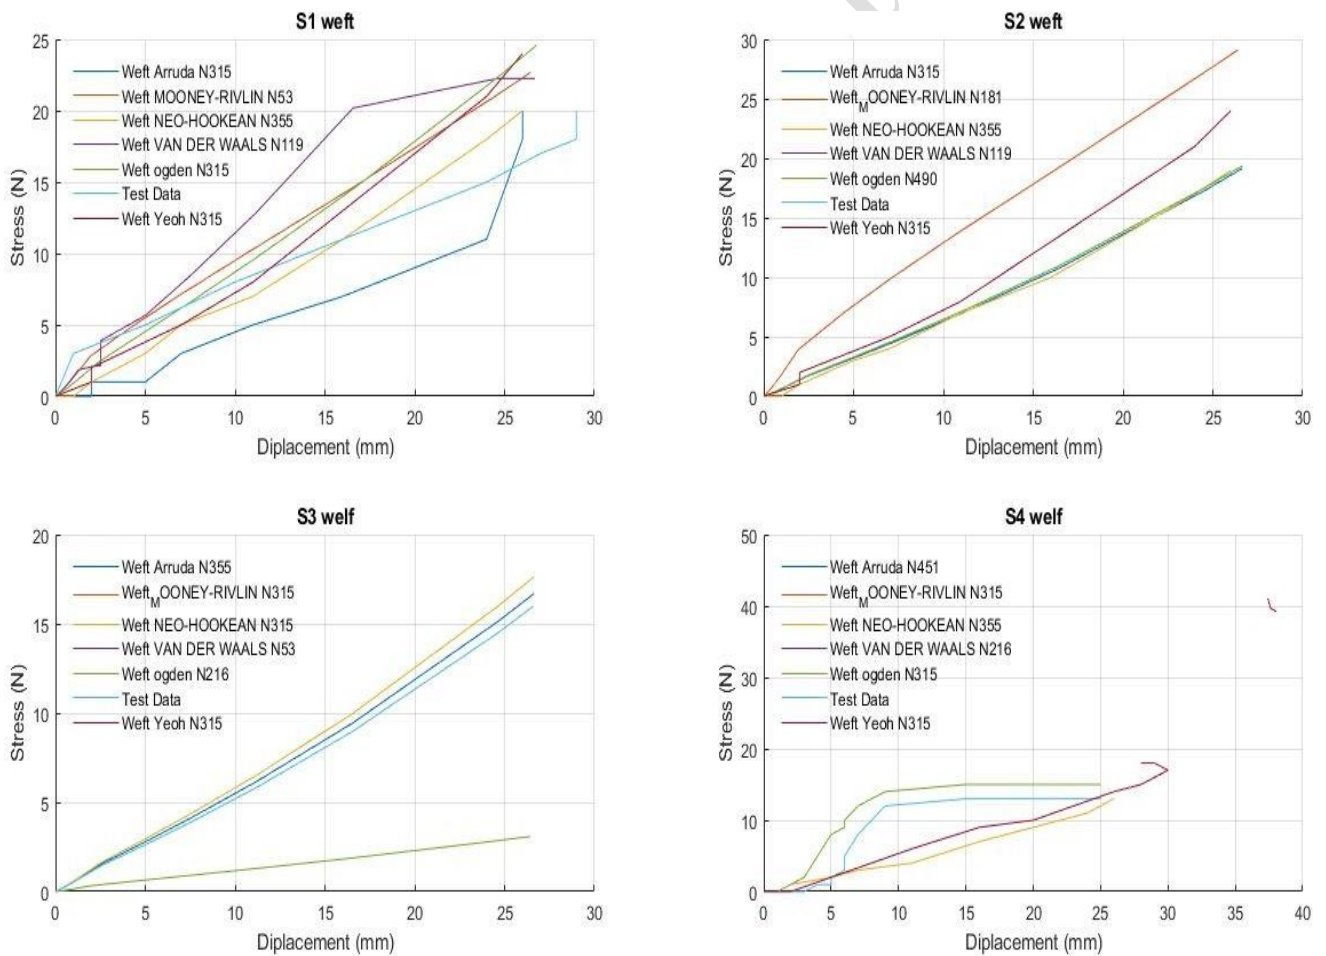 S1 weft
25
20
15
10
5
0
Stress (N)
Weft Arruda N315
Weft MOONEY-RIVLIN N53
Weft NEO-HOOKEAN N355
Weft VAN DER WAALS N119
Weft ogden N315
Test Data
Weft Yeoh N315
0 5 10 15 20 25 30
Diplacement (mm)
S2 weft
30
25
20
15
10
5
0
Stress (N)
Weft Arruda N315
Weft MOONEY-RIVLIN N181
Weft NEO-HOOKEAN N355
Weft VAN DER WAALS N119
Weft ogden N490
Test Data
Weft Yeoh N315
0 5 10 15 20 25 30
Diplacement (mm)
S3 welf
20
15
10
5
0
Stress (N)
Weft Arruda N355
Weft MOONEY-RIVLIN N315
Weft NEO-HOOKEAN N315
Weft VAN DER WAALS N53
Weft ogden N216
Test Data
Weft Yeoh N315
0 5 10 15 20 25 30
Diplacement (mm)
S4 welf
50
40
30
20
10
0
Stress (N)
Weft Arruda N451
Weft MOONEY-RIVLIN N315
Weft NEO-HOOKEAN N355
Weft VAN DER WAALS N216
Weft ogden N315
Test Data
Weft Yeoh N315
0 5 10 15 20 25 30 35 40
Diplacement (mm)